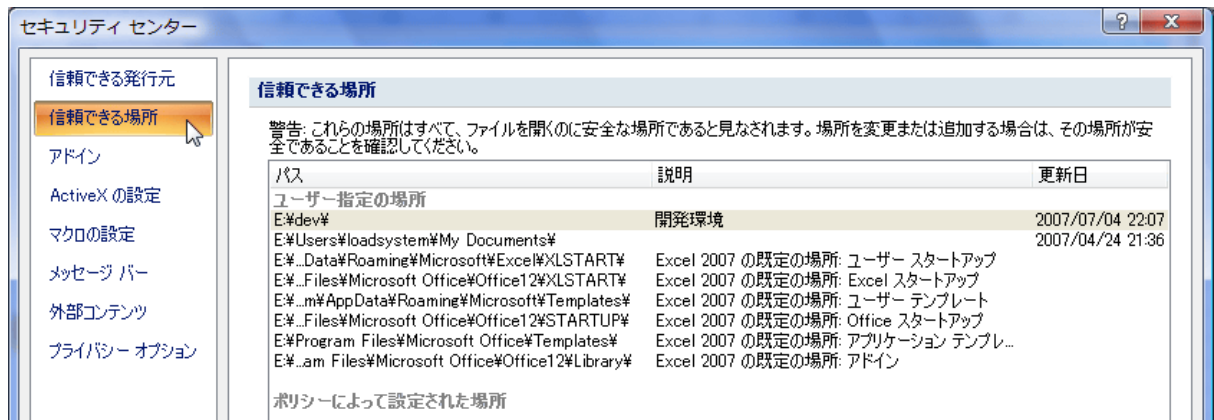 セキュリティ センター
信頼できる発行元
信頼できる場所
アドイン
ActiveX の設定
マクロの設定
メッセージ バー
外部コンテンツ
プライバシー オプション
信頼できる場所
警告: これらの場所はすべて、ファイルを開くのに安全な場所であると見なされます。場所を変更または追加する場合は、その場所が安
全であることを確認してください。
パス 説明 更新日
ユーザー指定の場所
E:¥dev¥ 開発環境 2007/07/04 22:07
E:¥Users¥loadsystem¥My Documents¥ 2007/04/24 21:36
E:¥...Data¥Roaming¥Microsoft¥Excel¥XLSTART¥ Excel 2007 の既定の場所: ユーザー スタートアップ
E:¥...Files¥Microsoft Office¥Office12¥XLSTART¥ Excel 2007 の既定の場所: Excel スタートアップ
E:¥...m¥AppData¥Roaming¥Microsoft¥Templates¥ Excel 2007 の既定の場所: ユーザー テンプレート
E:¥...Files¥Microsoft Office¥Office12¥STARTUP¥ Excel 2007 の既定の場所: Office スタートアップ
E:¥Program Files¥Microsoft Office¥Templates¥ Excel 2007 の既定の場所: アプリケーション テンプレ...
E:¥...am Files¥Microsoft Office¥Office12¥Library¥ Excel 2007 の既定の場所: アドイン
ポリシーによって設定された場所